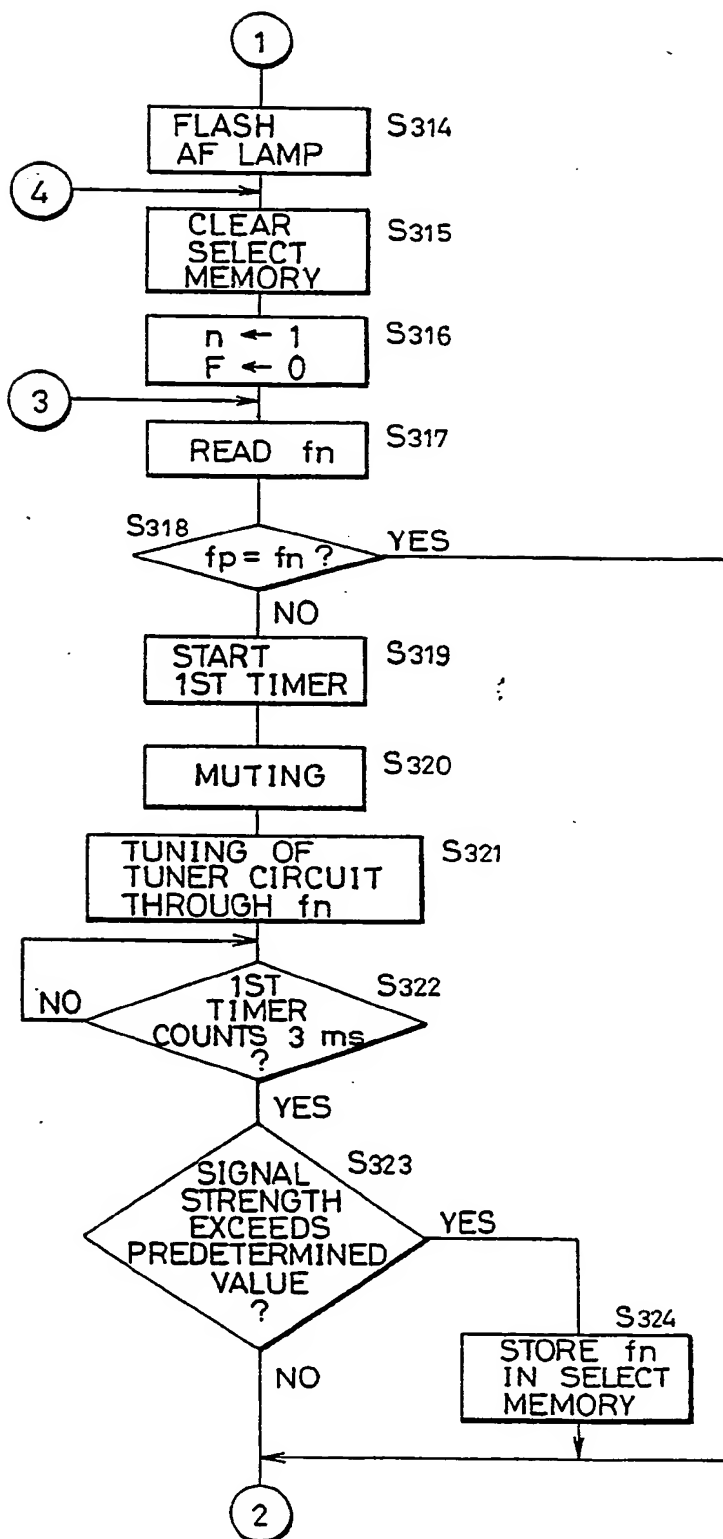 1
FLASH
AF LAMP
S314
4
CLEAR
SELECT
MEMORY
S315
n ← 1
F ← 0
S316
3
READ fn
S317
S318
fp = fn ?
YES
NO
START
1ST TIMER
S319
MUTING
S320
TUNING OF
TUNER CIRCUIT
THROUGH fn
S321
1ST
TIMER
COUNTS 3 ms
?
S322
NO
YES
SIGNAL
STRENGTH
EXCEEDS
PREDETERMINED
VALUE
?
S323
YES
NO
S324
STORE fn
IN SELECT
MEMORY
2